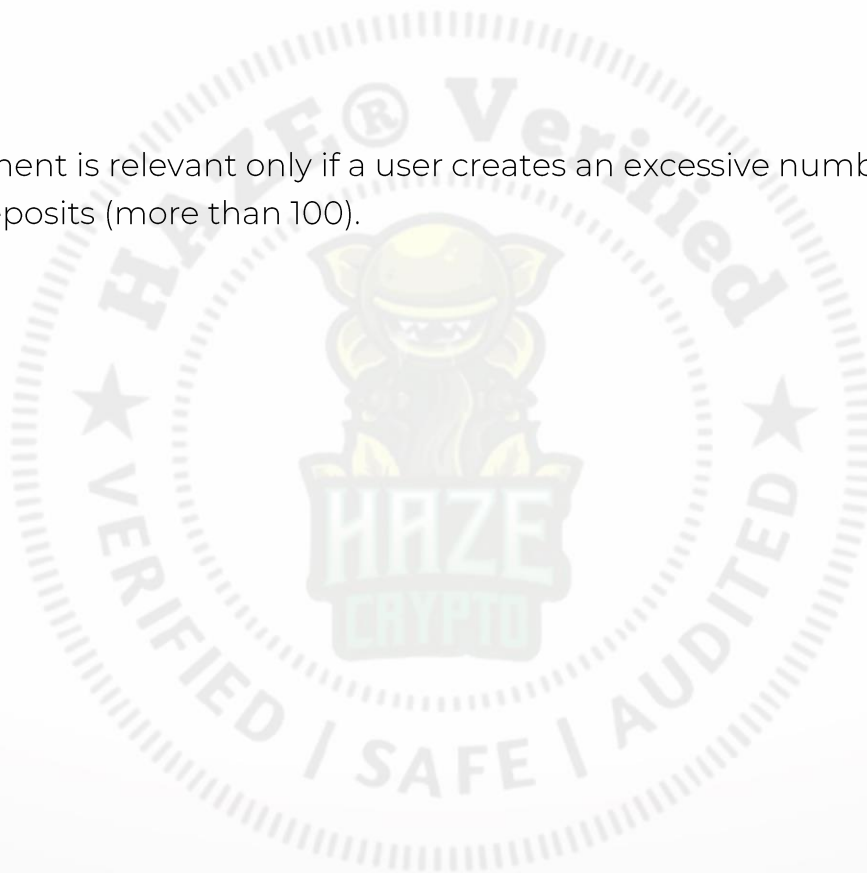 nent is relevant only if a user creates an excessive numb
posits (more than 100).
HAZE® Verified
HAZE
CRYPTO
VERIFIED | SAFE | AUDITED